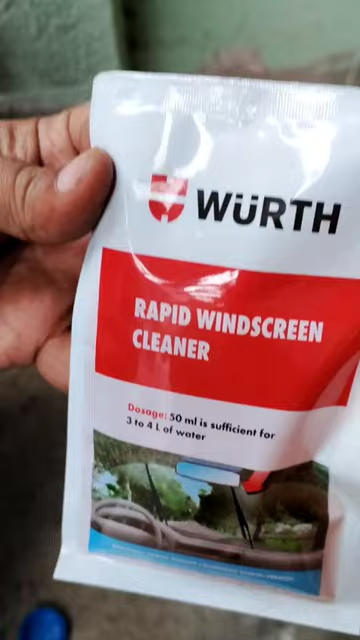 WÜRTH
RAPID WINDSCREEN
CLEANER
Dosage: 50 ml is sufficient for
3 to 4 L of water